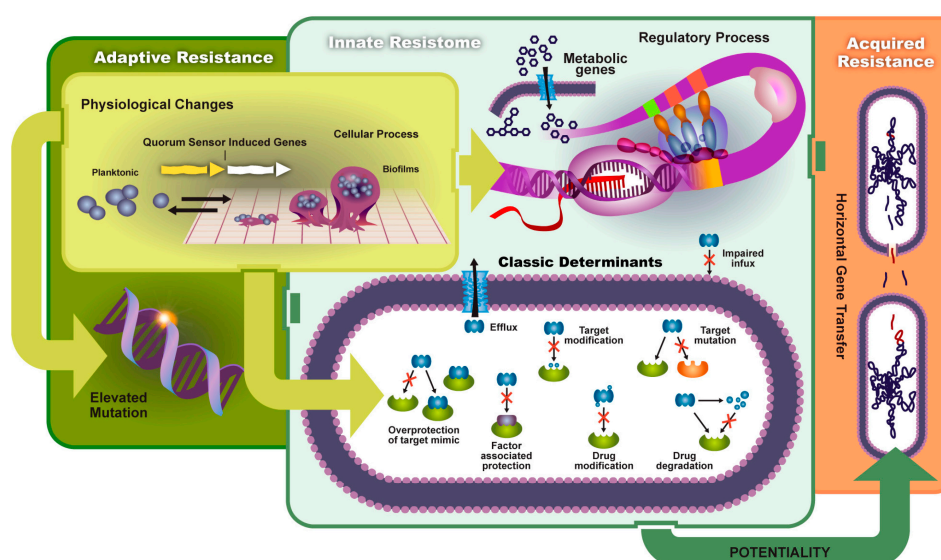 Adaptive Resistance
Physiological Changes
Quorum Sensor Induced Genes
Cellular Process
Planktonic
Biofilms
Elevated
Mutation
Innate Resistome
Metabolic
genes
Regulatory Process
Classic Determinants
Impaired
infux
Efflux
Target
modification
Target
mutation
Overprotection
of target mimic
Factor
associated
protection
Drug
modification
Drug
degradation
Acquired
Resistance
Horizontal Gene Transfer
POTENTIALITY